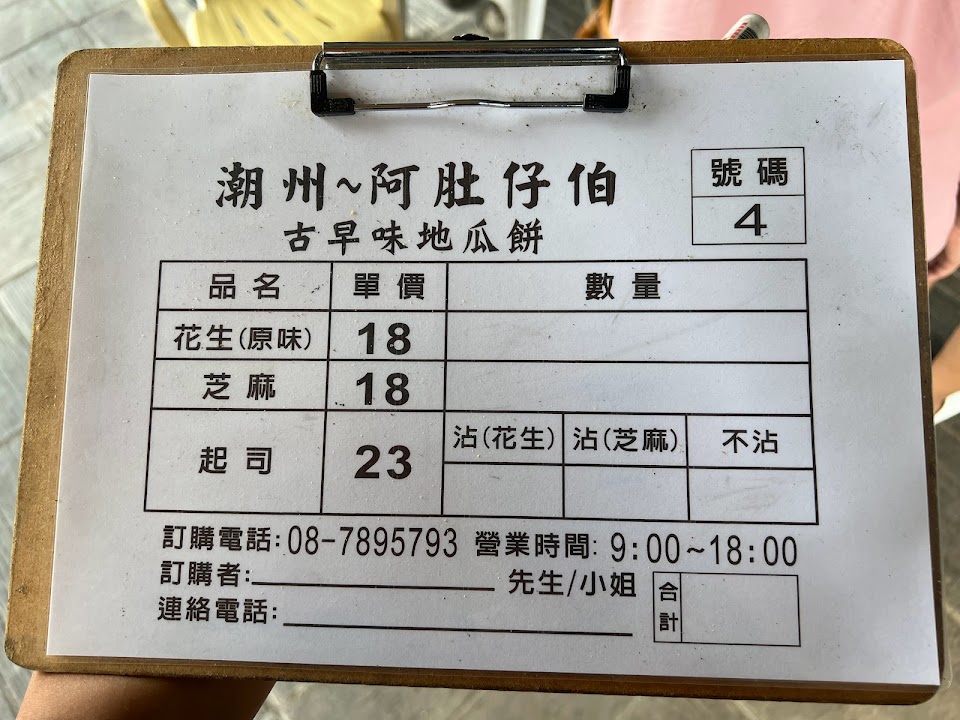 潮州~阿肚仔伯
古早味地瓜餅
號碼
4
品名 單價 數量
花生(原味) 18
芝麻 18
起司 23 沾(花生) 沾(芝麻) 不沾
訂購電話:08-7895793 營業時間: 9:00~18:00
訂購者: 先生/小姐
連絡電話:
合計